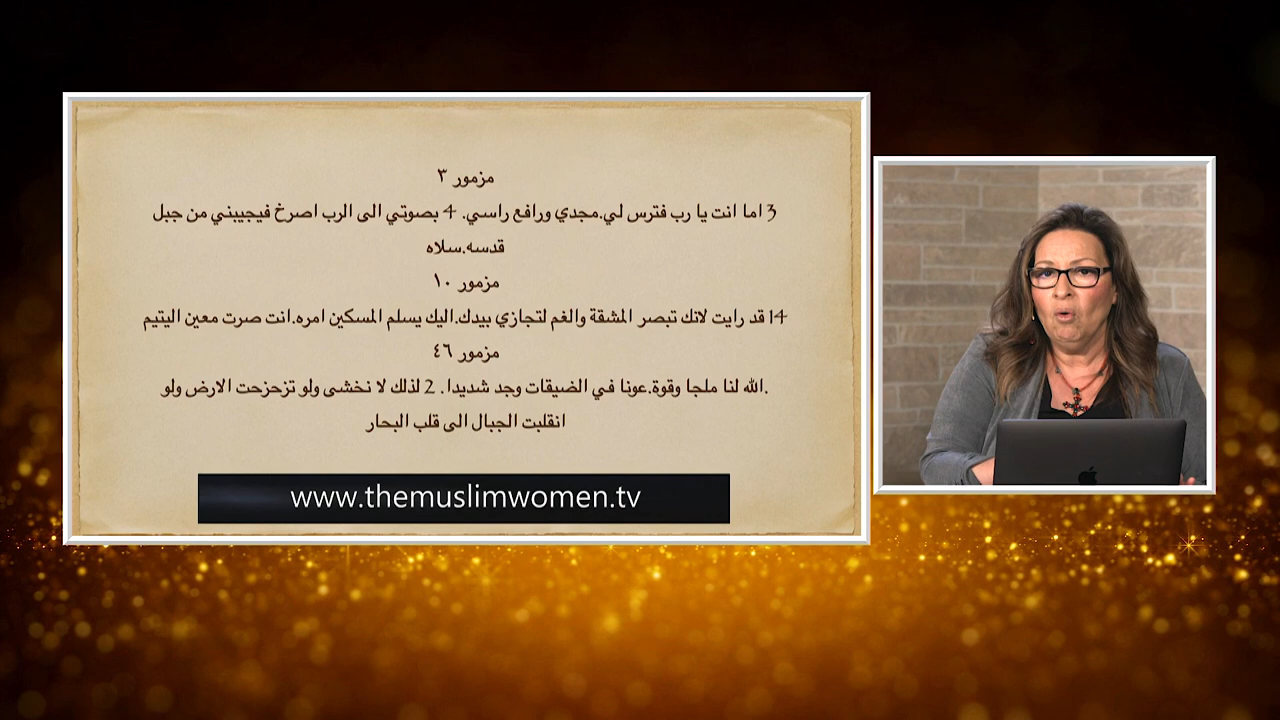 مزمور ٣
3 اما انت يا رب فترس لي.مجدي ورافع راسي. 4 بصوتي الى الرب اصرخ فيجيبني من جبل
قدسه.سلاه
مزمور ١٠
14 قد رايت لانك تبصر المشقة والغم لتجازي بيدك.اليك يسلم المسكين امره.انت صرت معين اليتيم
مزمور ٤٦
.الله لنا ملجا وقوة.عونا في الضيقات وجد شديدا. 2 لذلك لا نخشى ولو تزحزحت الارض ولو
انقلبت الجبال الى قلب البحار
www.themuslimwomen.tv